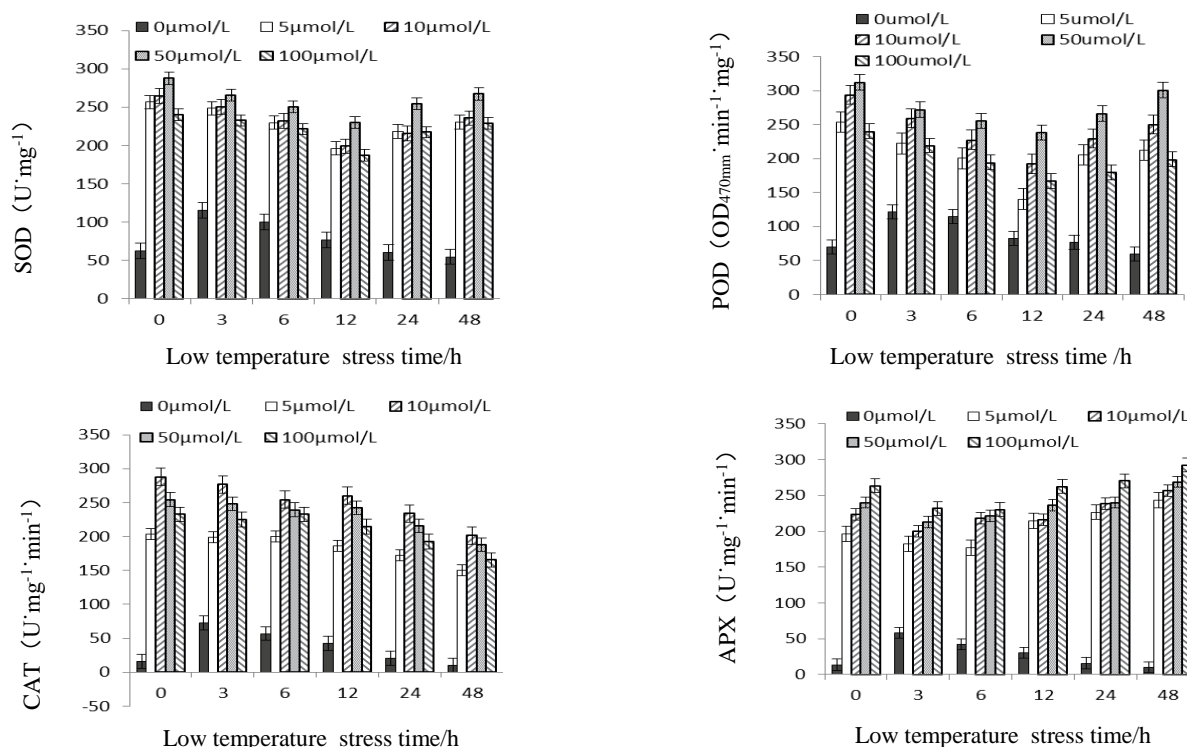 0μmol/L 5μmol/L 10μmol/L
50μmol/L 100μmol/L
350
300
250
200
150
100
50
0
SOD (U·mg-1)
0 3 6 12 24 48
Low temperature stress time/h
0umol/L 5umol/L
10umol/L 50umol/L
100umol/L
400
350
300
250
200
150
100
50
0
POD (OD470mm·min-1·mg-1)
0 3 6 12 24 48
Low temperature stress time /h
0μmol/L 5μmol/L 10μmol/L
50μmol/L 100μmol/L
350
300
250
200
150
100
50
0
-50
CAT (U·mg-1·min-1)
0 3 6 12 24 48
Low temperature stress time/h
0μmol/L 5μmol/L 10μmol/L
50μmol/L 100μmol/L
350
300
250
200
150
100
50
0
APX (U·mg-1·min-1)
0 3 6 12 24 48
Low temperature stress time/h